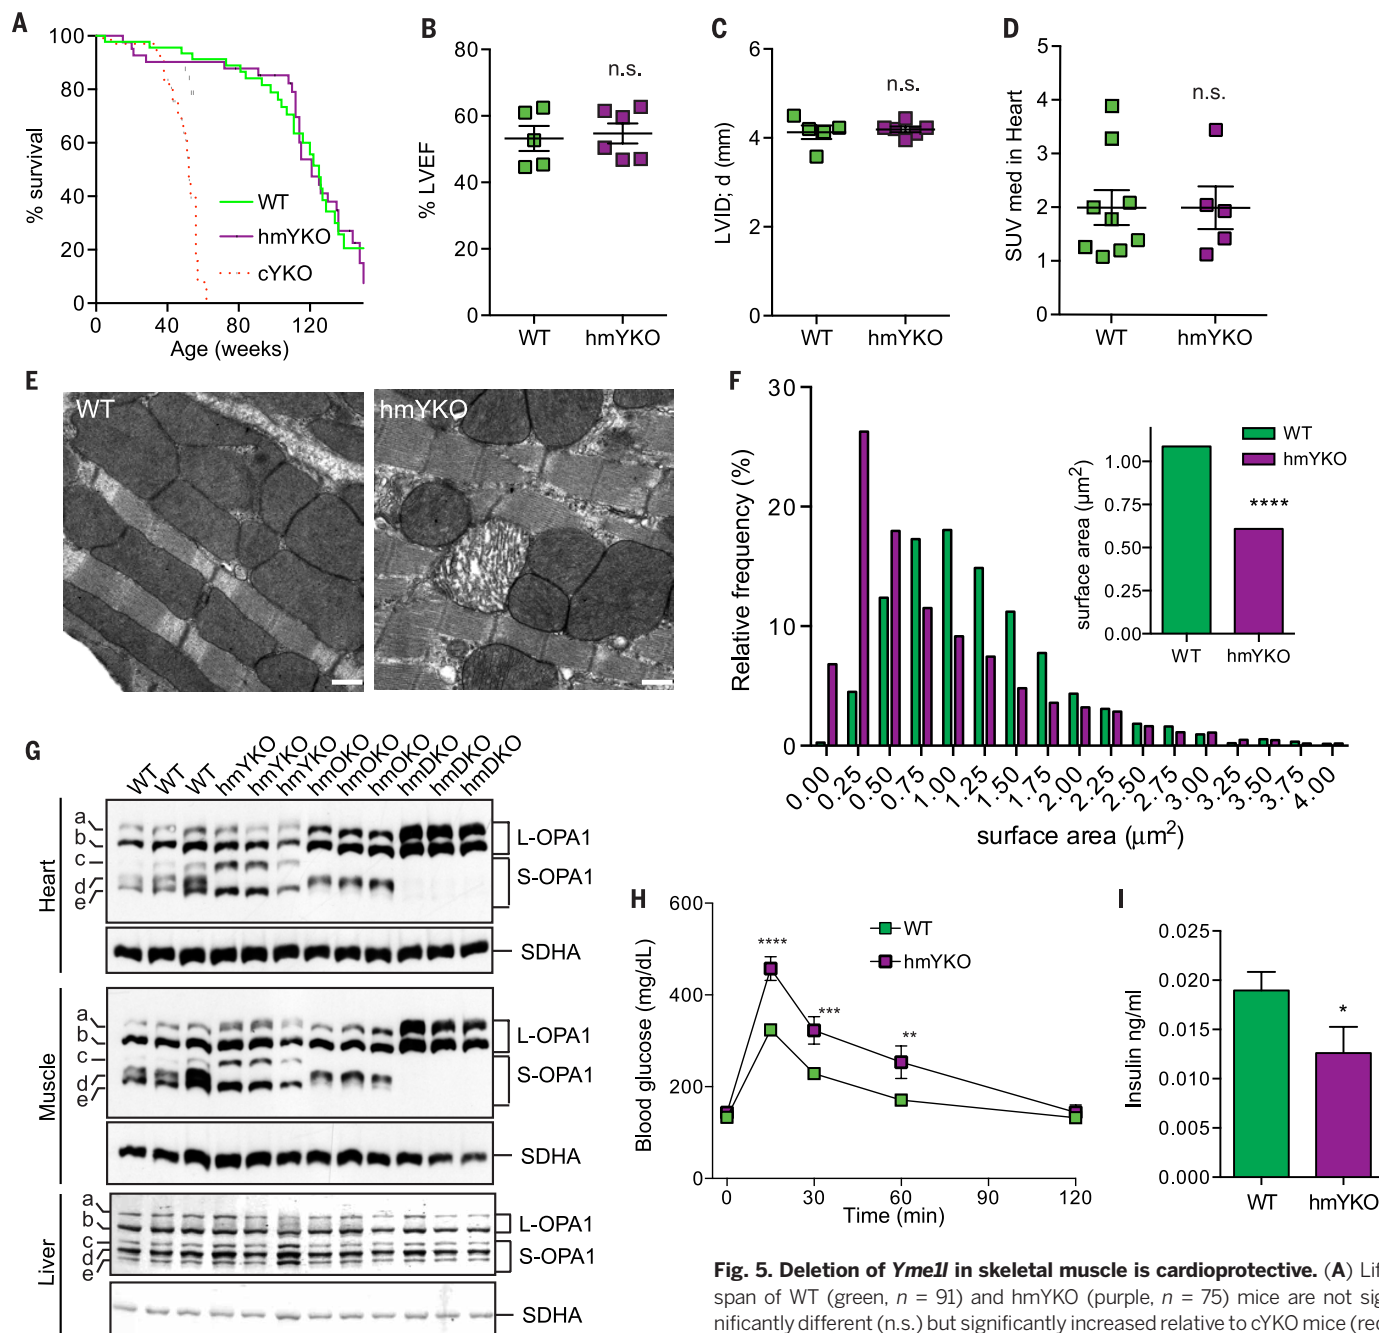 A
% survival
100
80
60
40
20
0
WT
hmYKO
cYKO
0 40 80 120
Age (weeks)
B
% LVEF
80
60
40
20
0
n.s.
WT hmYKO
C
LVID; d (mm)
6
4
2
0
n.s.
WT hmYKO
D
SUV med in Heart
5
4
3
2
1
0
n.s.
WT hmYKO
E
WT
hmYKO
F
Relative frequency (%)
30
20
10
0
0.00 0.25 0.50 0.75 1.00 1.25 1.50 1.75 2.00 2.25 2.50 2.75 3.00 3.25 3.50 3.75 4.00
surface area (μm2)
surface area (μm2)
1.00
0.75
0.50
0.25
0.00
WT
hmYKO
****
WT hmYKO
G
WT WT WT hmYKO hmYKO hmYKO hmOKO hmOKO hmOKO hmDKO hmDKO hmDKO
Heart
a
b
c
d
e
L-OPA1
S-OPA1
SDHA
Muscle
a
b
c
d
e
L-OPA1
S-OPA1
SDHA
Liver
a
b
c
d
e
L-OPA1
S-OPA1
SDHA
H
Blood glucose (mg/dL)
600
400
200
0
WT
hmYKO
****
***
**
0 30 60 90 120
Time (min)
I
Insulin ng/ml
0.025
0.020
0.015
0.010
0.005
0.000
*
WT hmYKO
Fig. 5. Deletion of Yme1l in skeletal muscle is cardioprotective. (A) Lif
span of WT (green, n = 91) and hmYKO (purple, n = 75) mice are not sig
nificantly different (n.s.) but significantly increased relative to cYKO mice (red